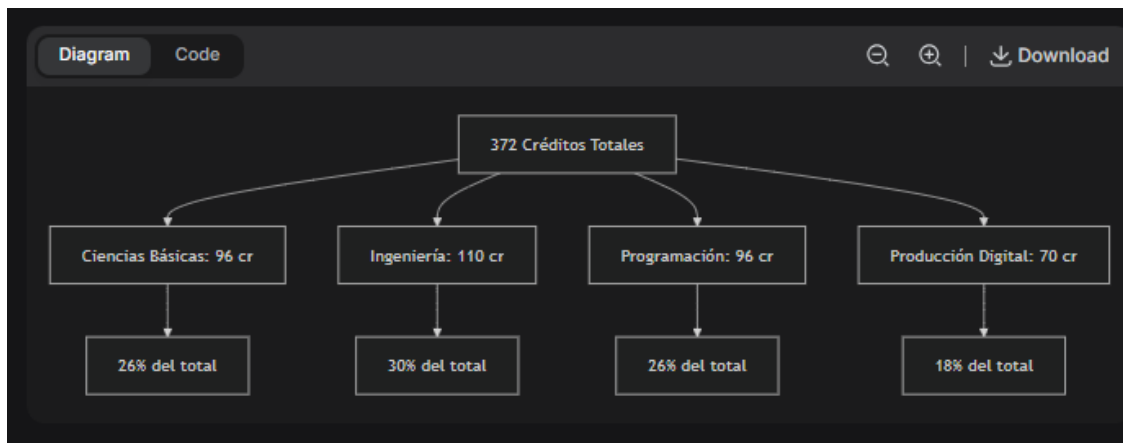 Diagram Code Download
372 Créditos Totales
Ciencias Básicas: 96 cr Ingeniería: 110 cr Programación: 96 cr Producción Digital: 70 cr
26% del total 30% del total 26% del total 18% del total